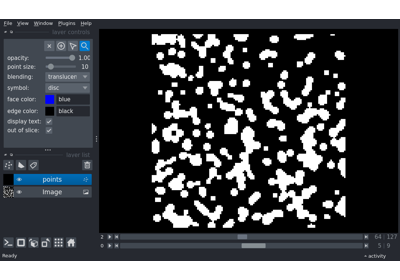 File View Window Plugins Help
layer controls
opacity: 1.00
point size: 10
blending: translucen
symbol: disc
face color: blue
edge color: black
display text:
out of slice:
layer list
points
Image
2 64 127
0 5 9
Ready activity